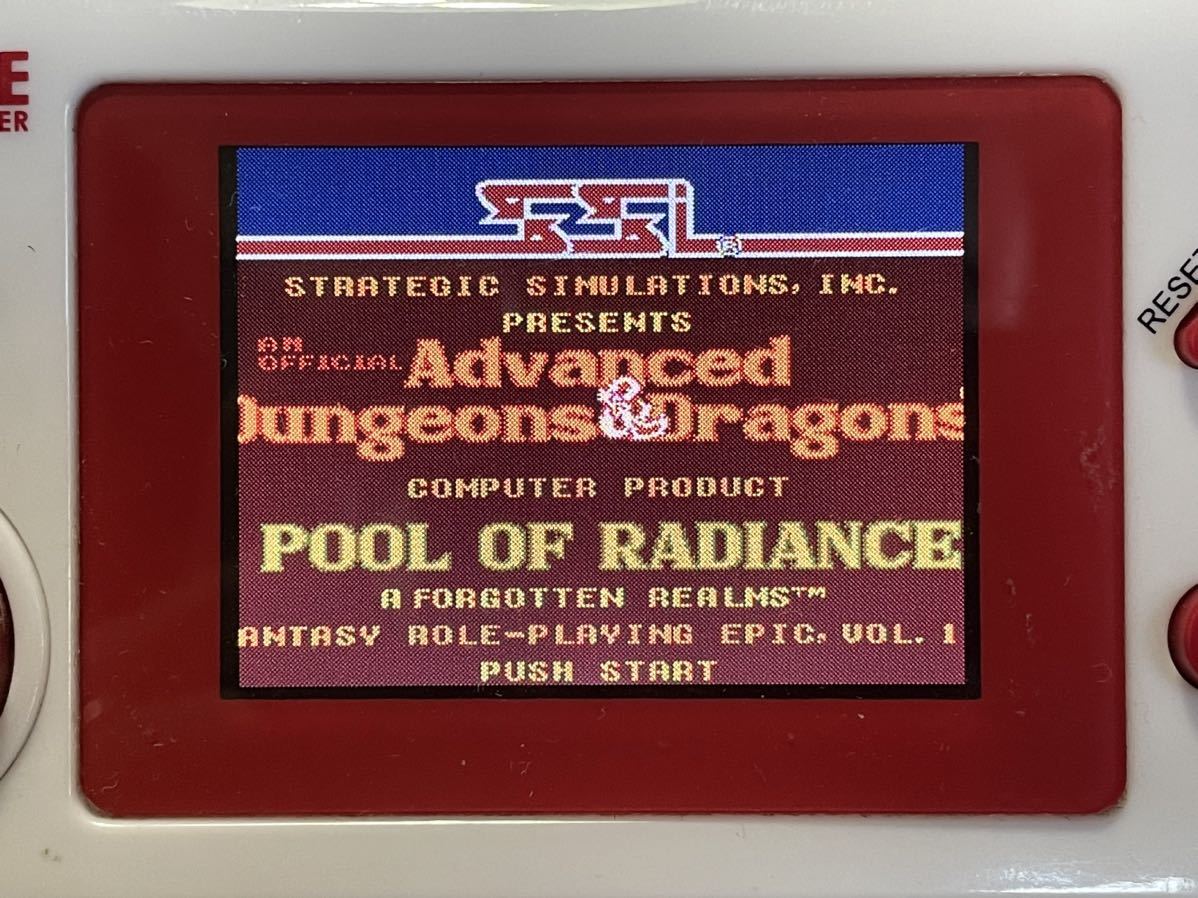 E
ER
SSI ®
STRATEGIC SIMULATIONS, INC.
PRESENTS
AN
OFFICIAL Advanced
Dungeons & Dragons
COMPUTER PRODUCT
POOL OF RADIANCE
A FORGOTTEN REALMS™
ANTASY ROLE-PLAYING EPIC, VOL. 1
PUSH START
RESET